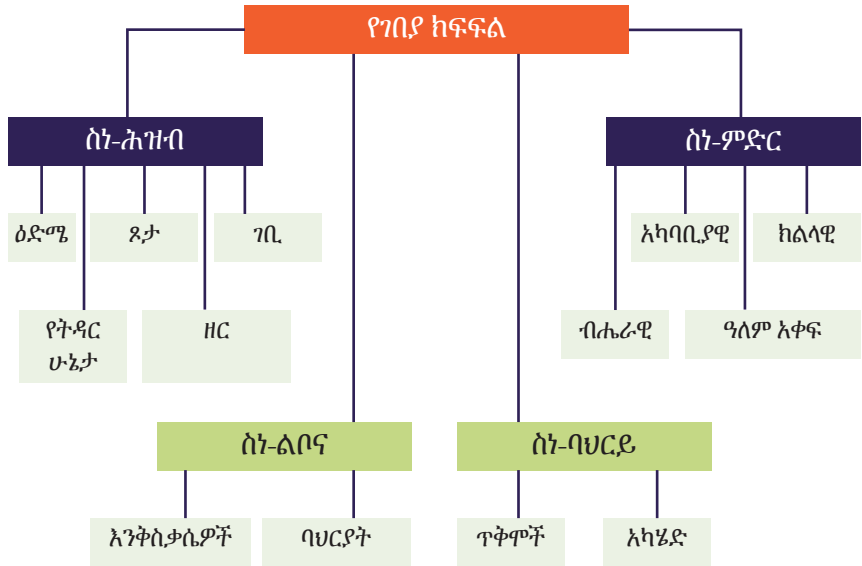 የገበያ ክፍፍል
ስነ-ሕዝብ
ስነ-ምድር
ዕድሜ
ጾታ
ገቢ
አካባቢያዊ
ክልላዊ
የትዳር
ሁኔታ
ዘር
ብሔራዊ
ዓለም አቀፍ
ስነ-ልቦና
ስነ-ባህርይ
እንቅስቃሴዎች
ባህርያት
ጥቅሞች
አካሄድ